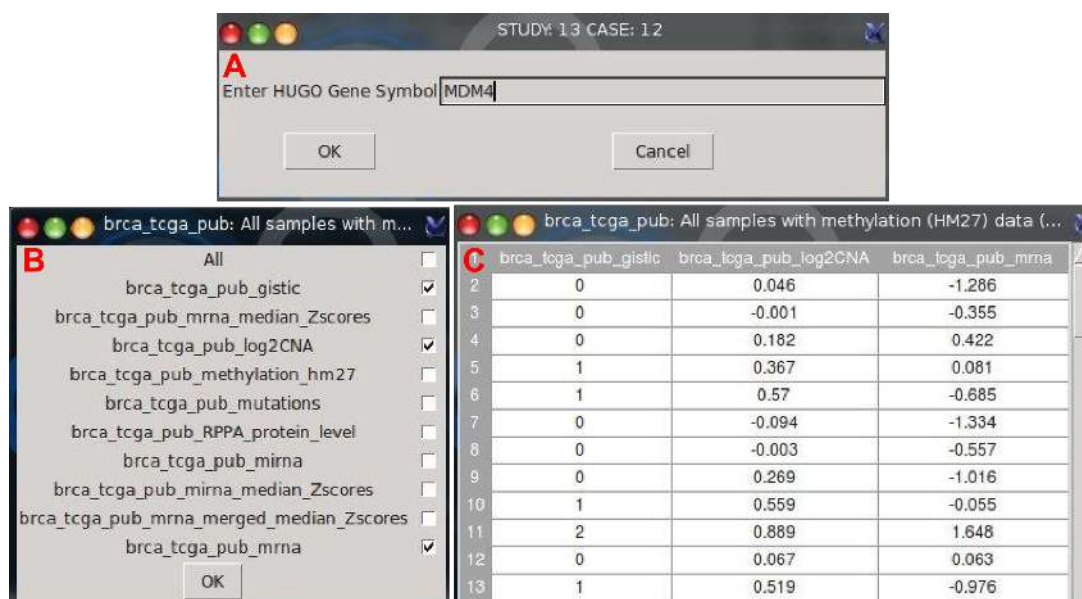 STUDY: 13 CASE: 12
A
Enter HUGO Gene Symbol MDM4
OK Cancel
brca_tcga_pub: All samples with m...
B
All
brca_tcga_pub_gistic
brca_tcga_pub_mrna_median_Zscores
brca_tcga_pub_log2CNA
brca_tcga_pub_methylation_hm27
brca_tcga_pub_mutations
brca_tcga_pub_RPPA_protein_level
brca_tcga_pub_mirna
brca_tcga_pub_mirna_median_Zscores
brca_tcga_pub_mrna_merged_median_Zscores
brca_tcga_pub_mrna
OK
brca_tcga_pub: All samples with methylation (HM27) data (...
C
1 brca_tcga_pub_gistic brca_tcga_pub_log2CNA brca_tcga_pub_mrna
2 0 0.046 -1.286
3 0 -0.001 -0.355
4 0 0.182 0.422
5 1 0.367 0.081
6 1 0.57 -0.685
7 0 -0.094 -1.334
8 0 -0.003 -0.557
9 0 0.269 -1.016
10 1 0.559 -0.055
11 2 0.889 1.648
12 0 0.067 0.063
13 1 0.519 -0.976